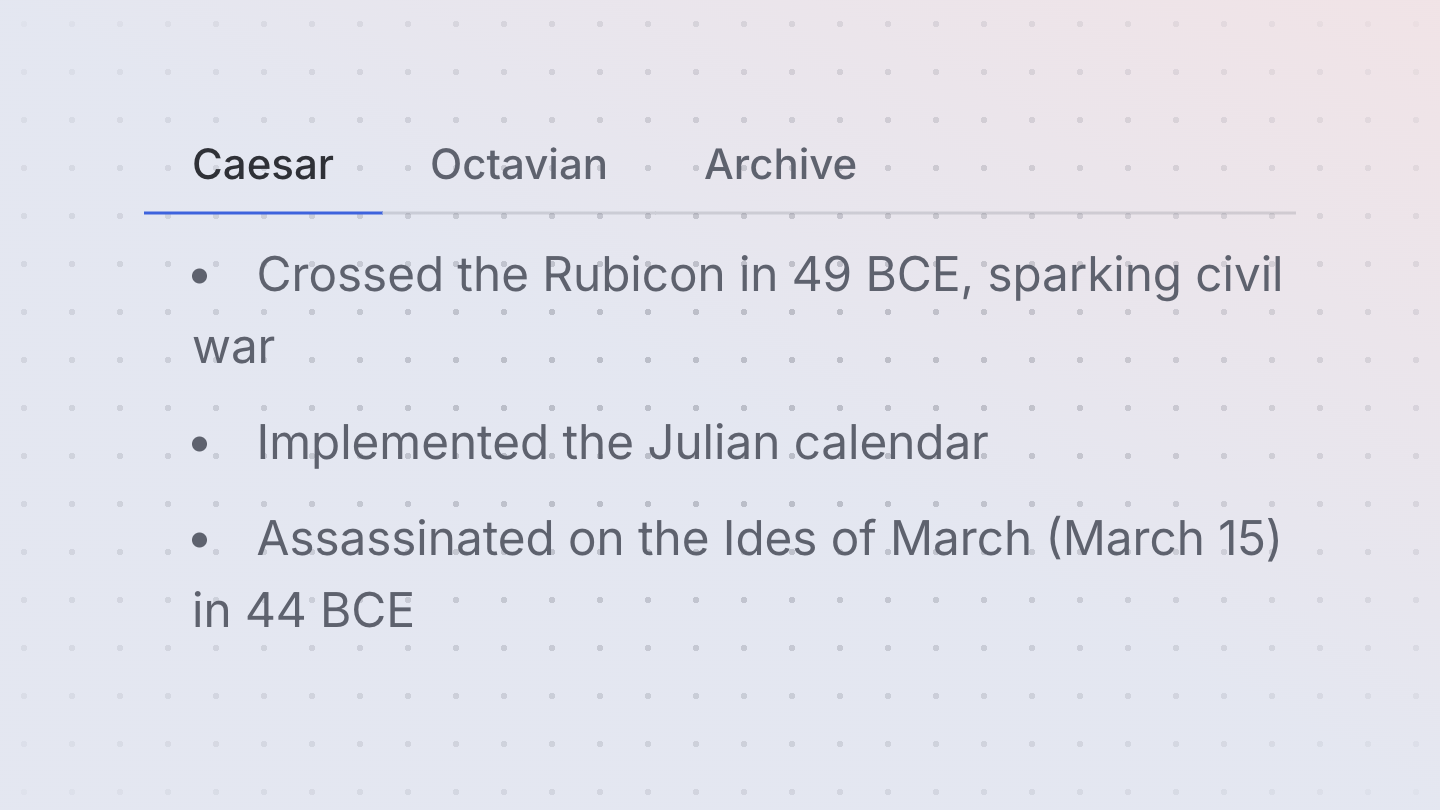 Caesar Octavian Archive
• Crossed the Rubicon in 49 BCE, sparking civil
war
• Implemented the Julian calendar
• Assassinated on the Ides of March (March 15)
in 44 BCE